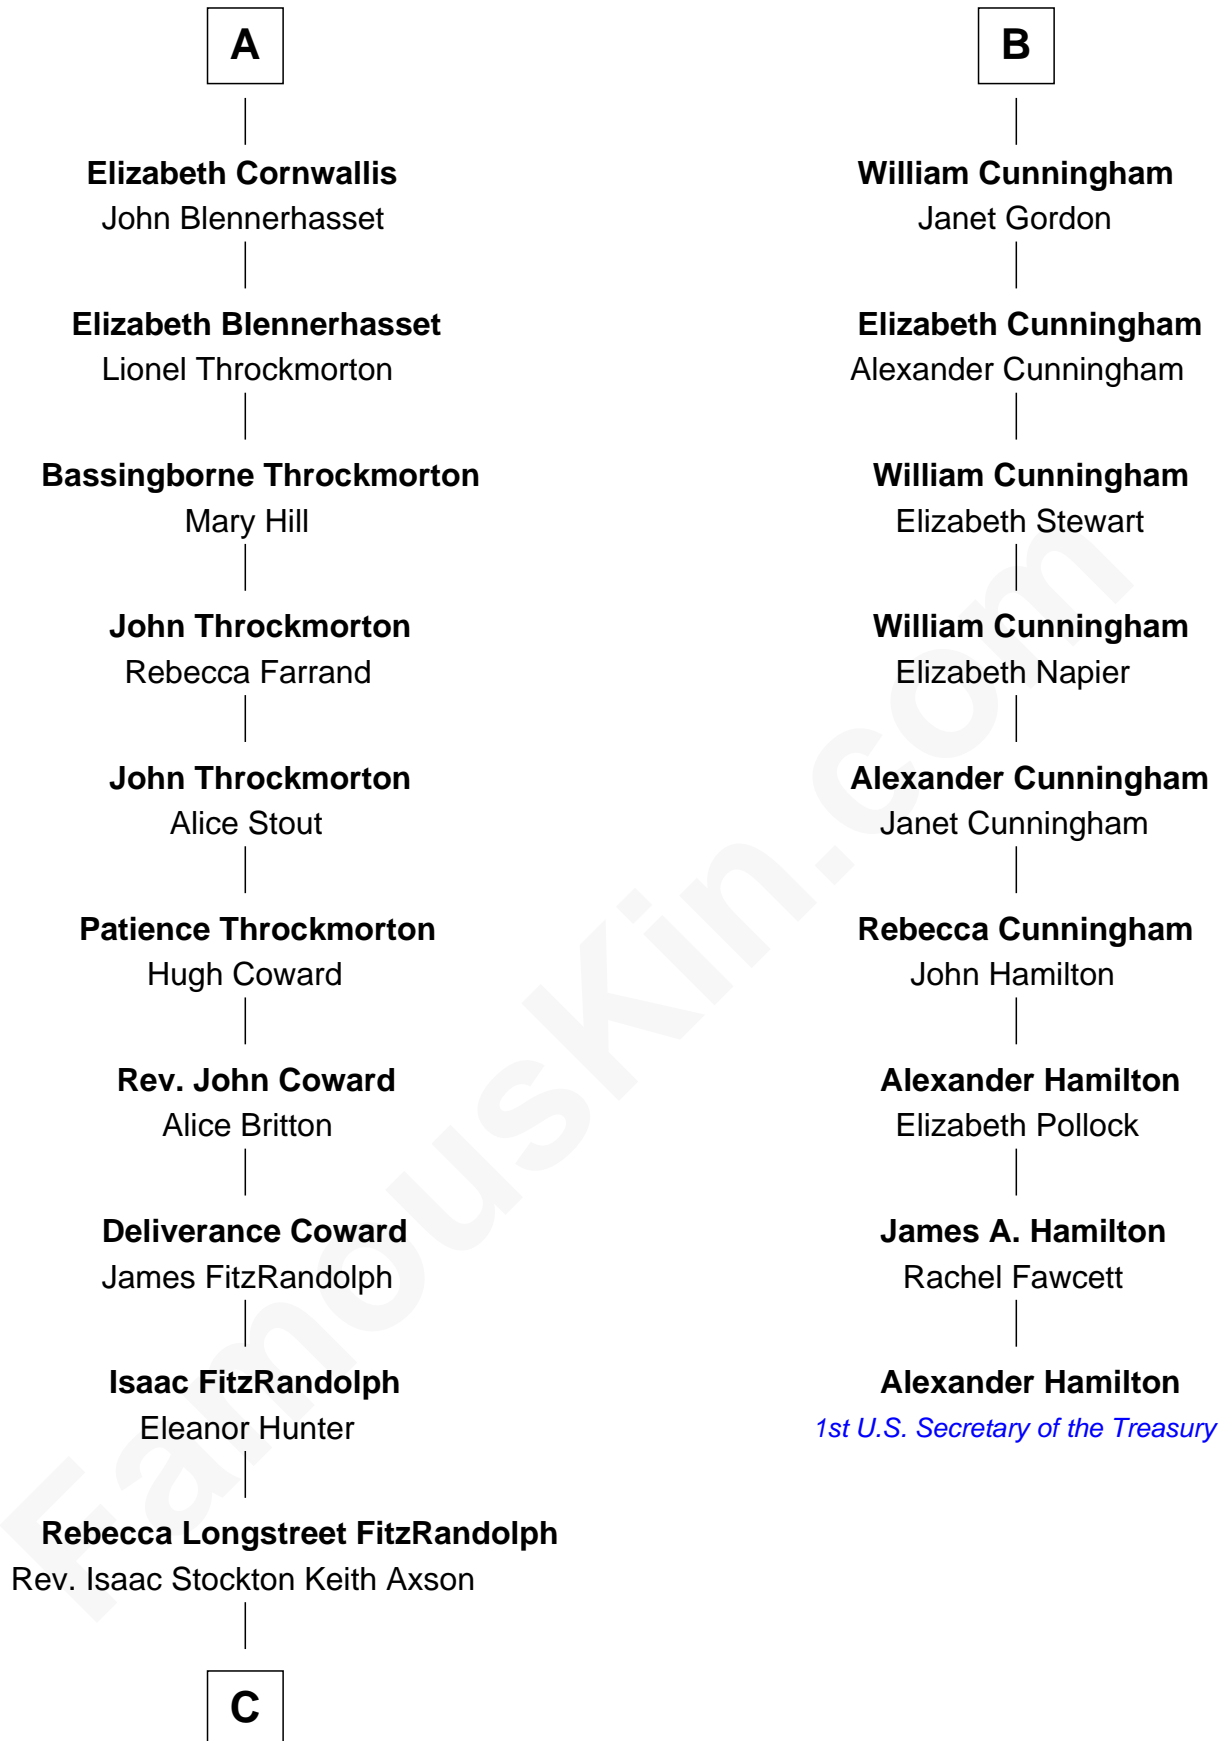 A
Elizabeth Cornwallis
John Blennerhasset
Elizabeth Blennerhasset
Lionel Throckmorton
Bassingborne Throckmorton
Mary Hill
John Throckmorton
Rebecca Farrand
John Throckmorton
Alice Stout
Patience Throckmorton
Hugh Coward
Rev. John Coward
Alice Britton
Deliverance Coward
James FitzRandolph
Isaac FitzRandolph
Eleanor Hunter
Rebecca Longstreet FitzRandolph
Rev. Isaac Stockton Keith Axson
C
B
William Cunningham
Janet Gordon
Elizabeth Cunningham
Alexander Cunningham
William Cunningham
Elizabeth Stewart
William Cunningham
Elizabeth Napier
Alexander Cunningham
Janet Cunningham
Rebecca Cunningham
John Hamilton
Alexander Hamilton
Elizabeth Pollock
James A. Hamilton
Rachel Fawcett
Alexander Hamilton
1st U.S. Secretary of the Treasury
FamousKin.com